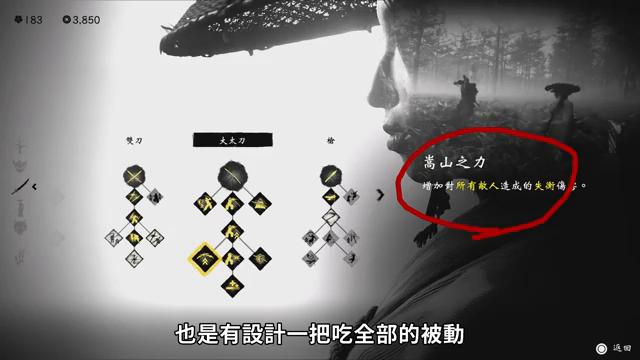 183 3,850
雙刀 大太刀 槍
嵩山之力
增加對所有敵人造成的失衡傷
。
也是有設計一把吃全部的被動
返回